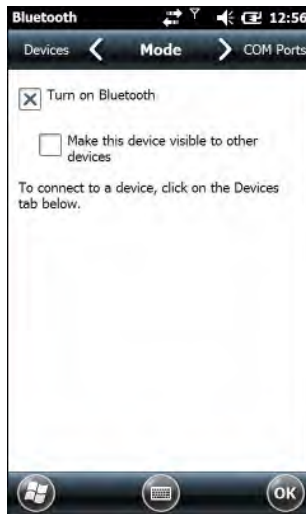 Bluetooth 12:56
Devices Mode COM Ports
Turn on Bluetooth
Make this device visible to other
devices
To connect to a device, click on the Devices
tab below.
OK